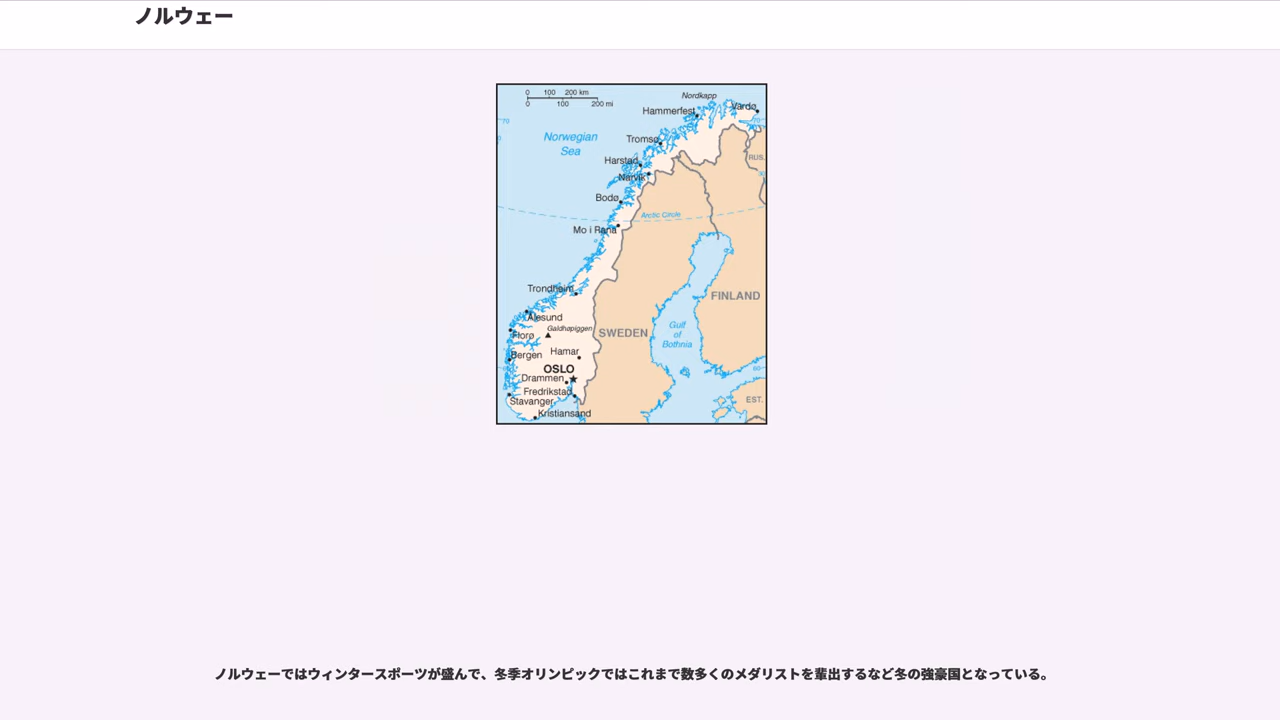 ノルウェー
0 100 200 km
0 100 200 mi
Nordkapp
Vardø
Hammerfest
70
70
Norwegian
Sea
Tromsø
Harstad
RUS.
Narvik
30
Bodø
Arctic Circle
Mo i Rana
Trondheim
FINLAND
Ålesund
Galdhøpiggen
Florø
SWEDEN
Gulf
of
Bothnia
Hamar
Bergen
OSLO
60
Drammen
Fredrikstad
EST.
Stavanger
Kristiansand
ノルウェーではウィンタースポーツが盛んで、冬季オリンピックではこれまで数多くのメダリストを輩出するなど冬の強豪国となっている。